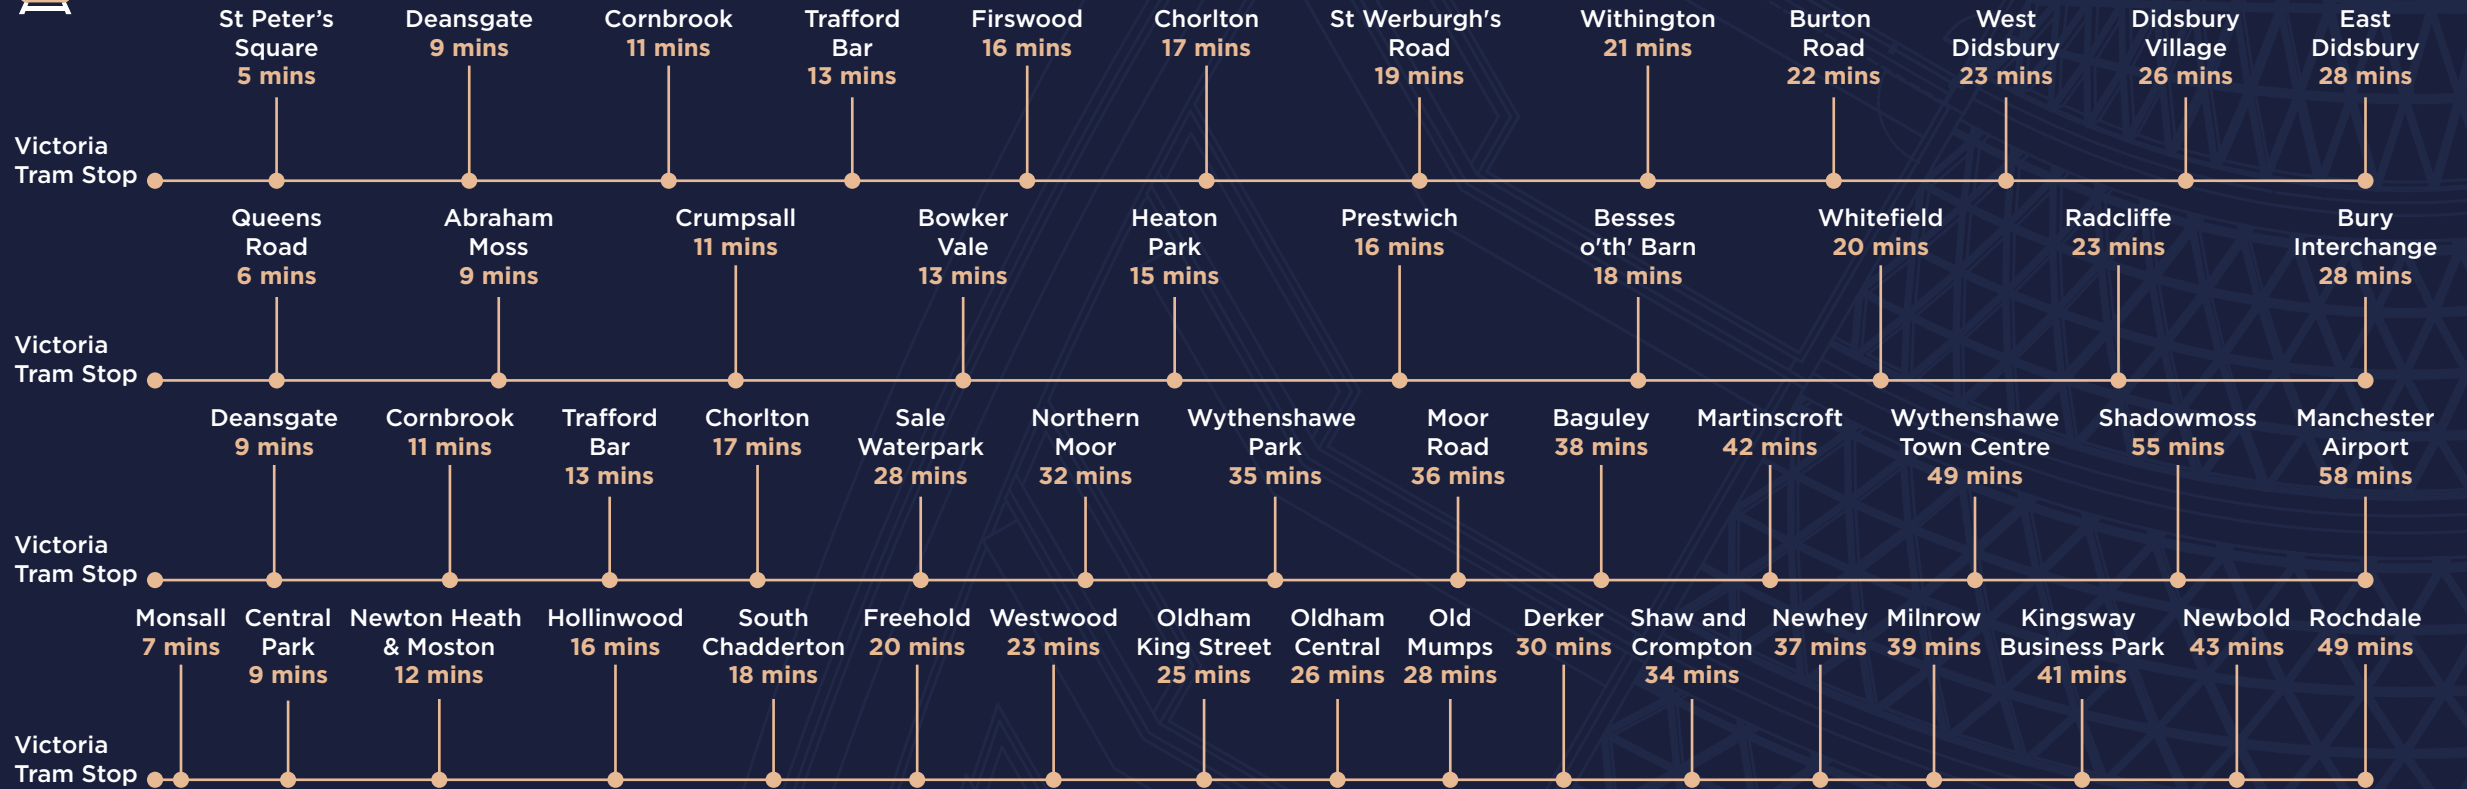 St Peter’s
Square
5 mins
Deansgate
9 mins
Cornbrook
11 mins
Trafford
Bar
13 mins
Firswood
16 mins
Chorlton
17 mins
St Werburgh's
Road
19 mins
Withington
21 mins
Burton
Road
22 mins
West
Didsbury
23 mins
Didsbury
Village
26 mins
East
Didsbury
28 mins
Victoria
Tram Stop
Queens
Road
6 mins
Abraham
Moss
9 mins
Crumpsall
11 mins
Bowker
Vale
13 mins
Heaton
Park
15 mins
Prestwich
16 mins
Besses
o'th' Barn
18 mins
Whitefield
20 mins
Radcliffe
23 mins
Bury
Interchange
28 mins
Victoria
Tram Stop
Deansgate
9 mins
Cornbrook
11 mins
Trafford
Bar
13 mins
Chorlton
17 mins
Sale
Waterpark
28 mins
Northern
Moor
32 mins
Wythenshawe
Park
35 mins
Moor
Road
36 mins
Baguley
38 mins
Martinscroft
42 mins
Wythenshawe
Town Centre
49 mins
Shadowmoss
55 mins
Manchester
Airport
58 mins
Victoria
Tram Stop
Monsall
7 mins
Central
Park
9 mins
Newton Heath
& Moston
12 mins
Hollinwood
16 mins
South
Chadderton
18 mins
Freehold
20 mins
Westwood
23 mins
Oldham
King Street
25 mins
Oldham
Central
26 mins
Old
Mumps
28 mins
Derker
30 mins
Shaw and
Crompton
34 mins
Newhey
37 mins
Milnrow
39 mins
Kingsway
Business Park
41 mins
Newbold
43 mins
Rochdale
49 mins
Victoria
Tram Stop